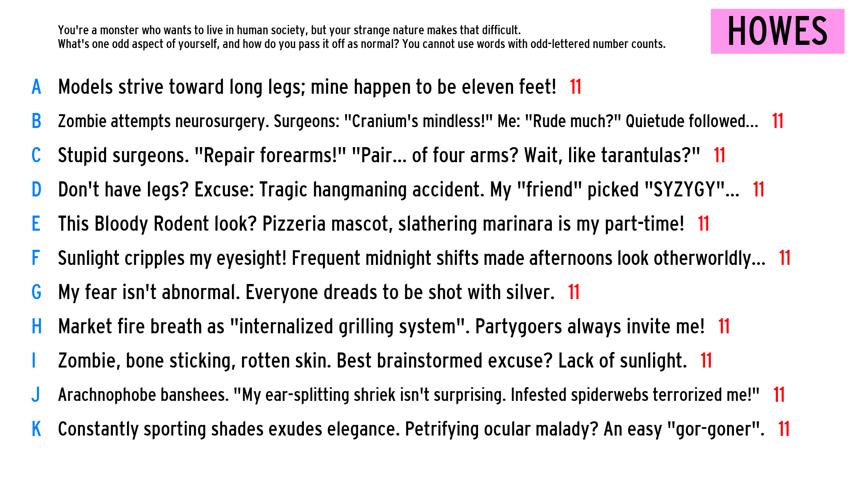 You're a monster who wants to live in human society, but your strange nature makes that difficult.
What's one odd aspect of yourself, and how do you pass it off as normal? You cannot use words with odd-lettered number counts.
HOWES
A Models strive toward long legs; mine happen to be eleven feet! 11
B Zombie attempts neurosurgery. Surgeons: "Cranium's mindless!" Me: "Rude much?" Quietude followed... 11
C Stupid surgeons. "Repair forearms!" "Pair... of four arms? Wait, like tarantulas?" 11
D Don't have legs? Excuse: Tragic hangmaning accident. My "friend" picked "SYZYGY"... 11
E This Bloody Rodent look? Pizzeria mascot, slathering marinara is my part-time! 11
F Sunlight cripples my eyesight! Frequent midnight shifts made afternoons look otherworldly... 11
G My fear isn't abnormal. Everyone dreads to be shot with silver. 11
H Market fire breath as "internalized grilling system". Partygoers always invite me! 11
I Zombie, bone sticking, rotten skin. Best brainstormed excuse? Lack of sunlight. 11
J Arachnophobe banshees. "My ear-splitting shriek isn't surprising. Infested spiderwebs terrorized me!" 11
K Constantly sporting shades exudes elegance. Petrifying ocular malady? An easy "gor-goner". 11